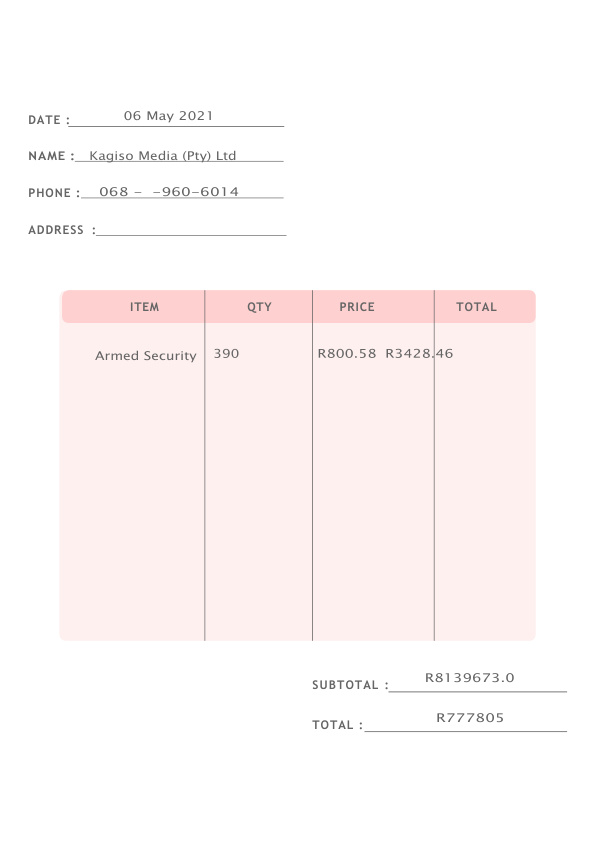 DATE : 06 May 2021
NAME : Kagiso Media (Pty) Ltd
PHONE : 068 – –960–6014
ADDRESS :
ITEM QTY PRICE TOTAL
Armed Security 390 R800.58 R3428.46
SUBTOTAL : R8139673.0
TOTAL : R777805